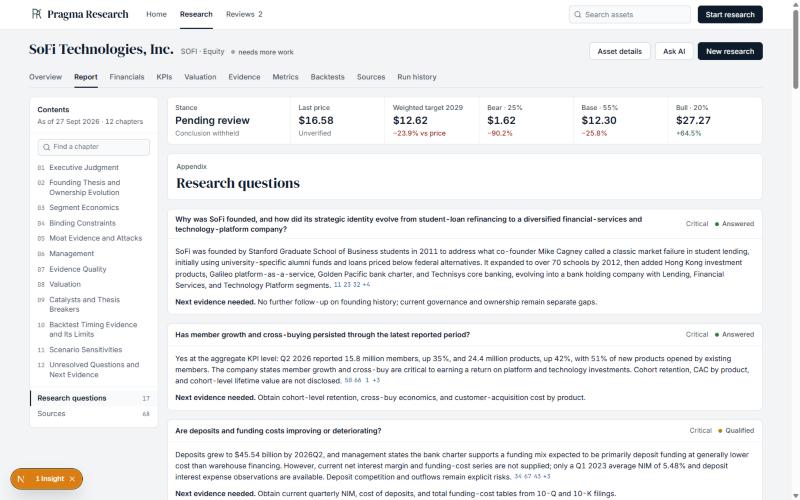 Pragma Research
Home
Research
Reviews 2
Search assets
Start research
SoFi Technologies, Inc.
SOFI · Equity
needs more work
Asset details
Ask AI
New research
Overview
Report
Financials
KPIs
Valuation
Evidence
Metrics
Backtests
Sources
Run history
Contents
As of 27 Sept 2026 · 12 chapters
Find a chapter
01 Executive Judgment
02 Founding Thesis and
Ownership Evolution
03 Segment Economics
04 Binding Constraints
05 Moat Evidence and Attacks
06 Management
07 Evidence Quality
08 Valuation
09 Catalysts and Thesis
Breakers
10 Backtest Timing Evidence
and Its Limits
11 Scenario Sensitivities
12 Unresolved Questions and
Next Evidence
Research questions 17
Sources 68
Stance
Pending review
Conclusion withheld
Last price
$16.58
Unverified
Weighted target 2029
$12.62
−23.9% vs price
Bear · 25%
$1.62
−90.2%
Base · 55%
$12.30
−25.8%
Bull · 20%
$27.27
+64.5%
Appendix
Research questions
Why was SoFi founded, and how did its strategic identity evolve from student-loan refinancing to a diversified financial-services and
technology-platform company?
Critical
Answered
SoFi was founded by Stanford Graduate School of Business students in 2011 to address what co-founder Mike Cagney called a classic market failure in student lending,
initially using university-specific alumni funds and loans priced below federal alternatives. It expanded to over 70 schools by 2012, then added Hong Kong investment
products, Galileo platform-as-a-service, Golden Pacific bank charter, and Technisys core banking, evolving into a bank holding company with Lending, Financial
Services, and Technology Platform segments. 11 23 32 +4
Next evidence needed. No further follow-up on founding history; current governance and ownership remain separate gaps.
Has member growth and cross-buying persisted through the latest reported period?
Critical
Answered
Yes at the aggregate KPI level: Q2 2026 reported 15.8 million members, up 35%, and 24.4 million products, up 42%, with 51% of new products opened by existing
members. The company states member growth and cross-buy are critical to earning a return on platform and technology investments. Cohort retention, CAC by product,
and cohort-level lifetime value are not disclosed. 58 66 1 +3
Next evidence needed. Obtain cohort-level retention, cross-buy economics, and customer-acquisition cost by product.
Are deposits and funding costs improving or deteriorating?
Critical
Qualified
Deposits grew to $45.54 billion by 2026Q2, and management states the bank charter supports a funding mix expected to be primarily deposit funding at generally lower
cost than warehouse financing. However, current net interest margin and funding-cost series are not supplied; only a Q1 2023 average NIM of 5.48% and deposit
interest expense observations are available. Deposit competition and outflows remain explicit risks. 34 67 43 +3
Next evidence needed. Obtain current quarterly NIM, cost of deposits, and total funding-cost tables from 10-Q and 10-K filings.
N 1 Insight